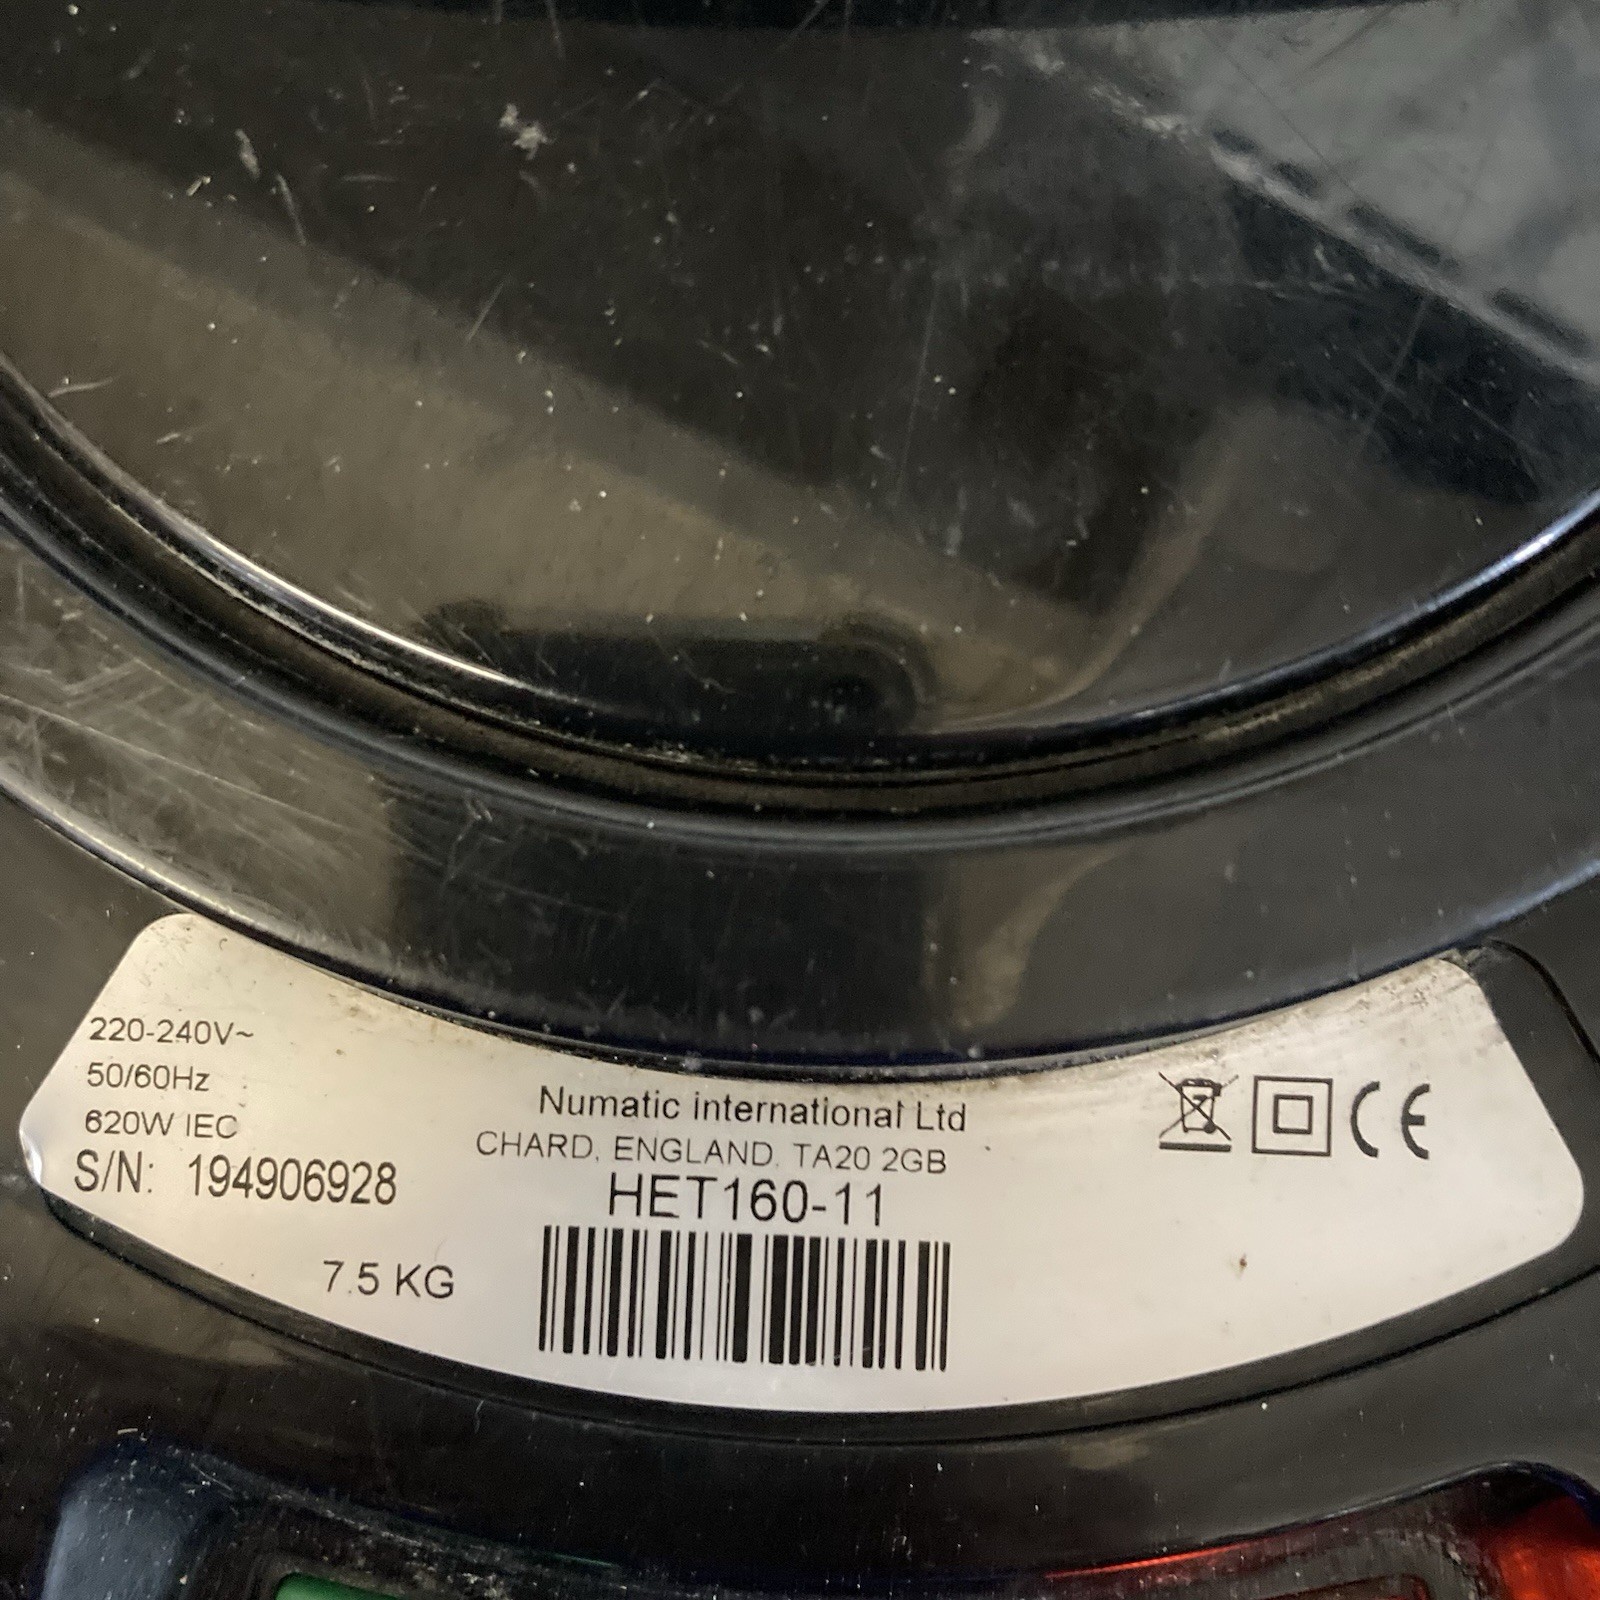 220-240V~
50/60Hz
620W IEC
S/N: 194906928
7.5 KG
Numatic international Ltd
CHARD, ENGLAND, TA20 2GB
HET160-11
CE